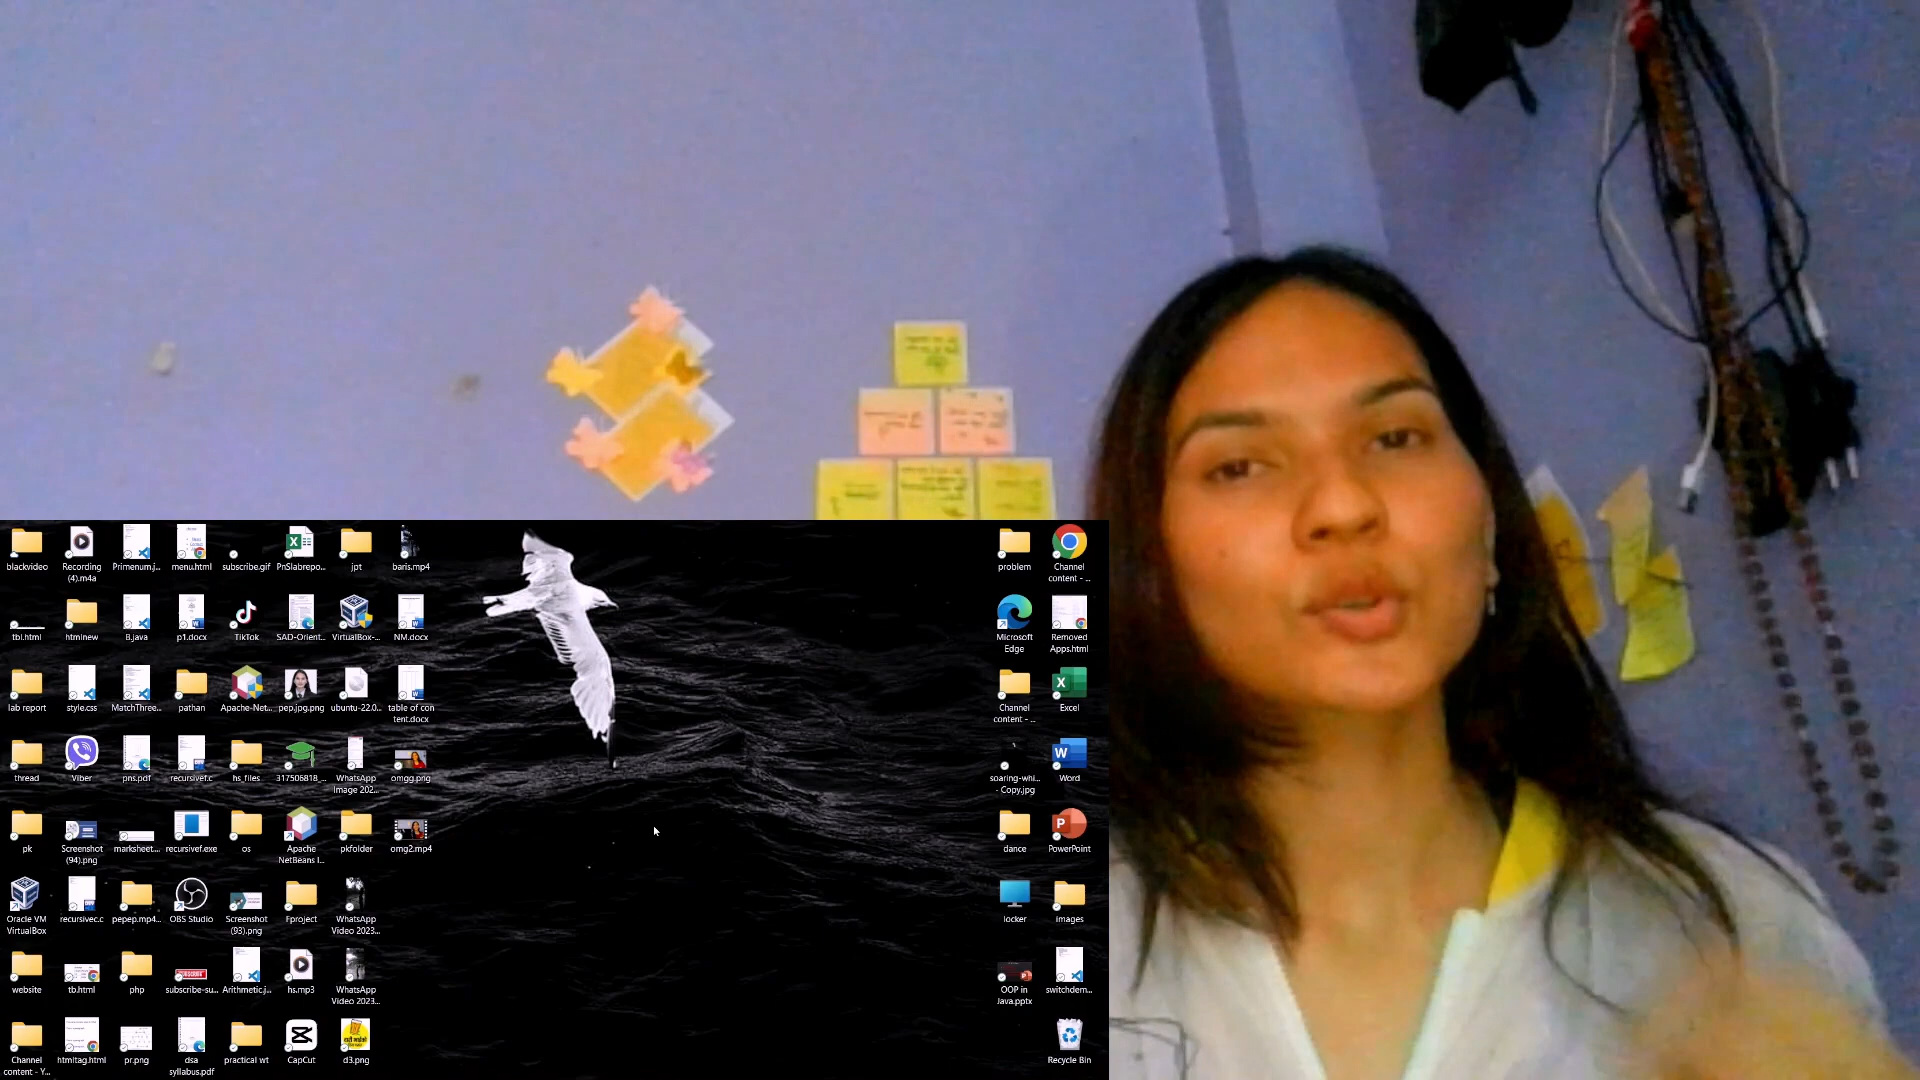 blackvideo
Recording
(4).m4a
Primenum.j...
menu.html
subscribe.gif
PnSlabrepo...
jpt
baris.mp4
problem
Channel
content - ...
tbl.html
htmlnew
B.java
p1.docx
TikTok
SAD-Orient...
VirtualBox-...
NM.docx
Microsoft
Edge
Removed
Apps.html
lab report
style.css
MatchThree...
pathan
Apache-Net...
pep.jpg.png
ubuntu-22.0...
table of con
tent.docx
Channel
content - ...
Excel
thread
Viber
pns.pdf
recursivef.c
hs_files
317506818_...
WhatsApp
Image 202...
omgg.png
soaring-whi...
- Copy.jpg
Word
pk
Screenshot
(94).png
marksheet....
recursivef.exe
os
Apache
NetBeans I...
pkfolder
omg2.mp4
dance
PowerPoint
Oracle VM
VirtualBox
recursivec.c
pepep.mp4...
OBS Studio
Screenshot
(93).png
Fproject
WhatsApp
Video 2023...
locker
images
website
tb.html
php
SUBSCRIBE
subscribe-su...
Arithmetic.j...
hs.mp3
WhatsApp
Video 2023...
OOP in
Java.pptx
switchdem...
Channel
content - Y...
htmltag.html
pr.png
dsa
syllabus.pdf
practical wt
CapCut
d3.png
Recycle Bin